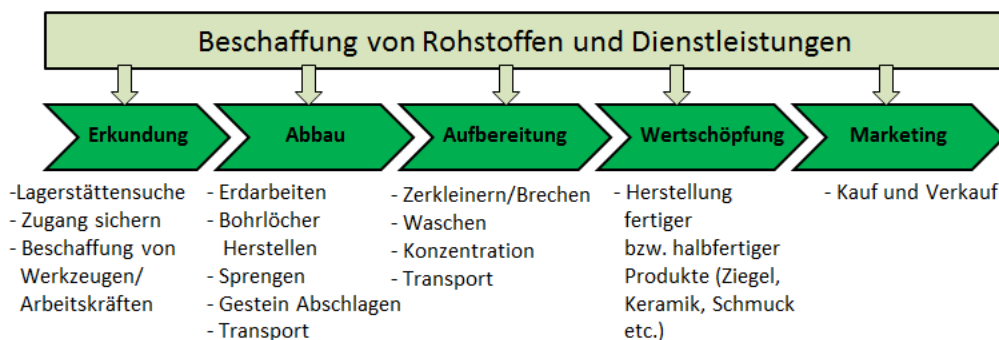 Beschaffung von Rohstoffen und Dienstleistungen
Erkundung
Abbau
Aufbereitung
Wertschöpfung
Marketing
-Lagerstättensuche
- Zugang sichern
- Beschaffung von
Werkzeugen/
Arbeitskräften
- Erdarbeiten
- Bohrlöcher
Herstellen
- Sprengen
- Gestein Abschlagen
- Transport
- Zerkleinern/Brechen
- Waschen
- Konzentration
- Transport
- Herstellung
fertiger
bzw. halbfertiger
Produkte (Ziegel,
Keramik, Schmuck
etc.)
- Kauf und Verkauf